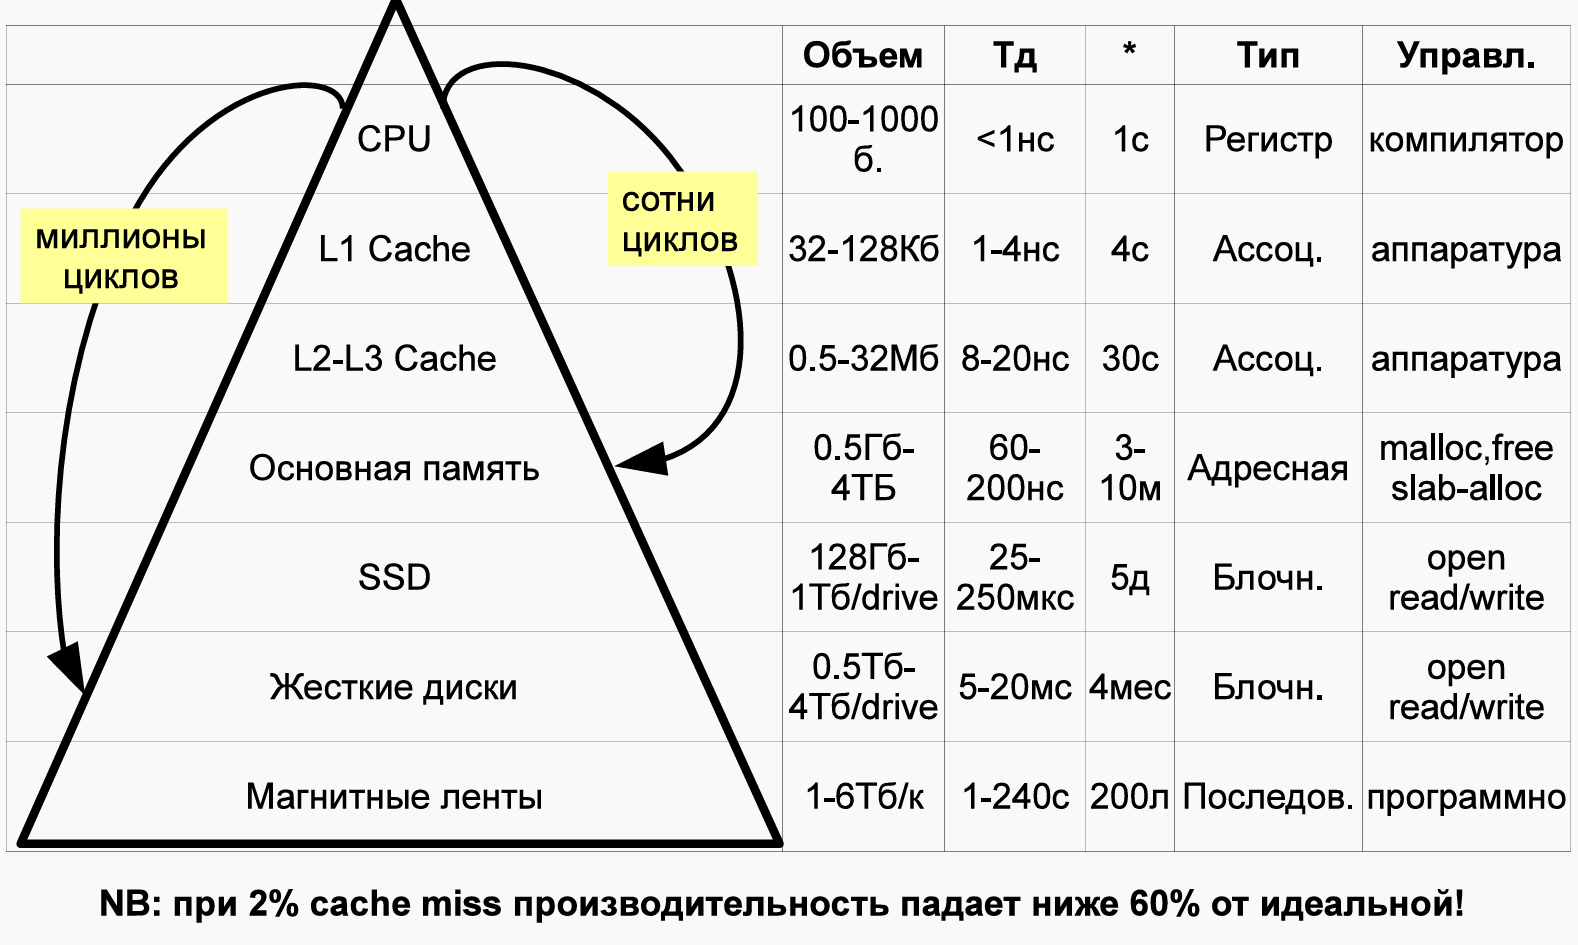 Объем Тд * Тип Управл.
CPU 100-1000 б. <1нс 1с Регистр компилятор
МИЛЛИОНЫ
ЦИКЛОВ
СОТНИ
ЦИКЛОВ
L1 Cache 32-128Кб 1-4нс 4с Ассоц. аппаратура
L2-L3 Cache 0.5-32Мб 8-20нс 30с Ассоц. аппаратура
Основная память 0.5Гб-4ТБ 60-200нс 3-10м Адресная malloc,free slab-alloc
SSD 128Гб-1Тб/drive 25-250мкс 5д Блочн. open read/write
Жесткие диски 0.5Тб-4Тб/drive 5-20мс 4мес Блочн. open read/write
Магнитные ленты 1-6Тб/к 1-240с 200л Последов. программно
NB: при 2% cache miss производительность падает ниже 60% от идеальной!